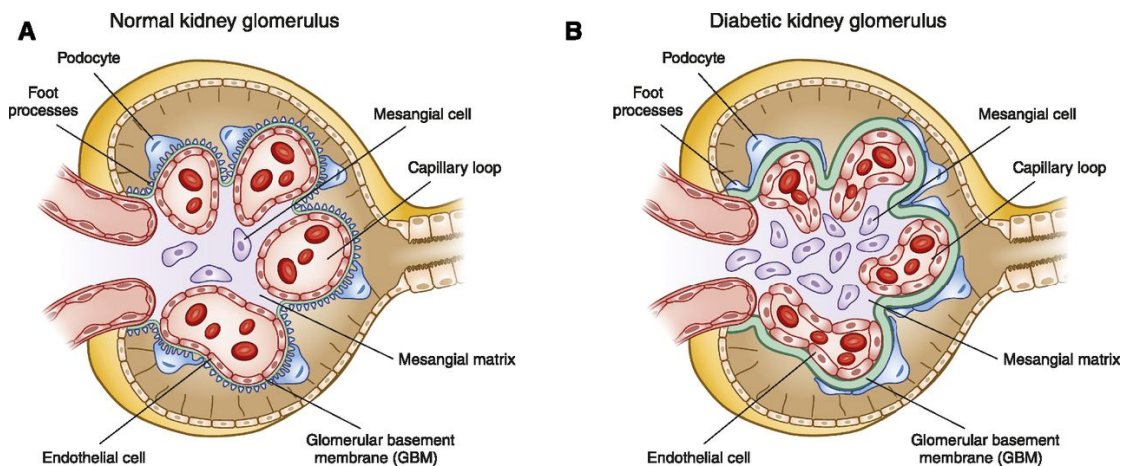 A
Normal kidney glomerulus
Podocyte
Foot
processes
Mesangial cell
Capillary loop
Mesangial matrix
Glomerular basement
membrane (GBM)
Endothelial cell
B
Diabetic kidney glomerulus
Podocyte
Foot
processes
Mesangial cell
Capillary loop
Mesangial matrix
Glomerular basement
membrane (GBM)
Endothelial cell